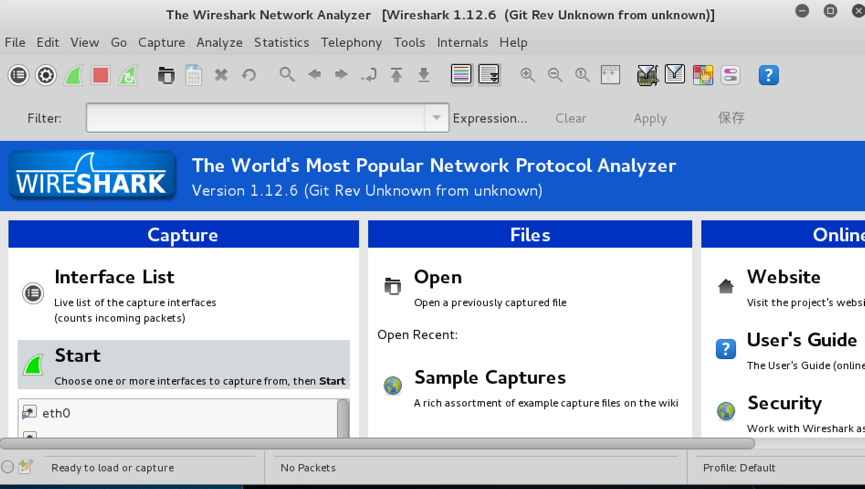 The Wireshark Network Analyzer [Wireshark 1.12.6 (Git Rev Unknown from unknown)]
File Edit View Go Capture Analyze Statistics Telephony Tools Internals Help
Filter: Expression... Clear Apply 保存
WIRESHARK
The World's Most Popular Network Protocol Analyzer
Version 1.12.6 (Git Rev Unknown from unknown)
Capture
Interface List
Live list of the capture interfaces
(counts incoming packets)
Start
Choose one or more interfaces to capture from, then Start
eth0
Files
Open
Open a previously captured file
Open Recent:
Sample Captures
A rich assortment of example capture files on the wiki
Online
Website
Visit the project's websi
User's Guide
The User's Guide (online
Security
Work with Wireshark as
Ready to load or capture
No Packets
Profile: Default